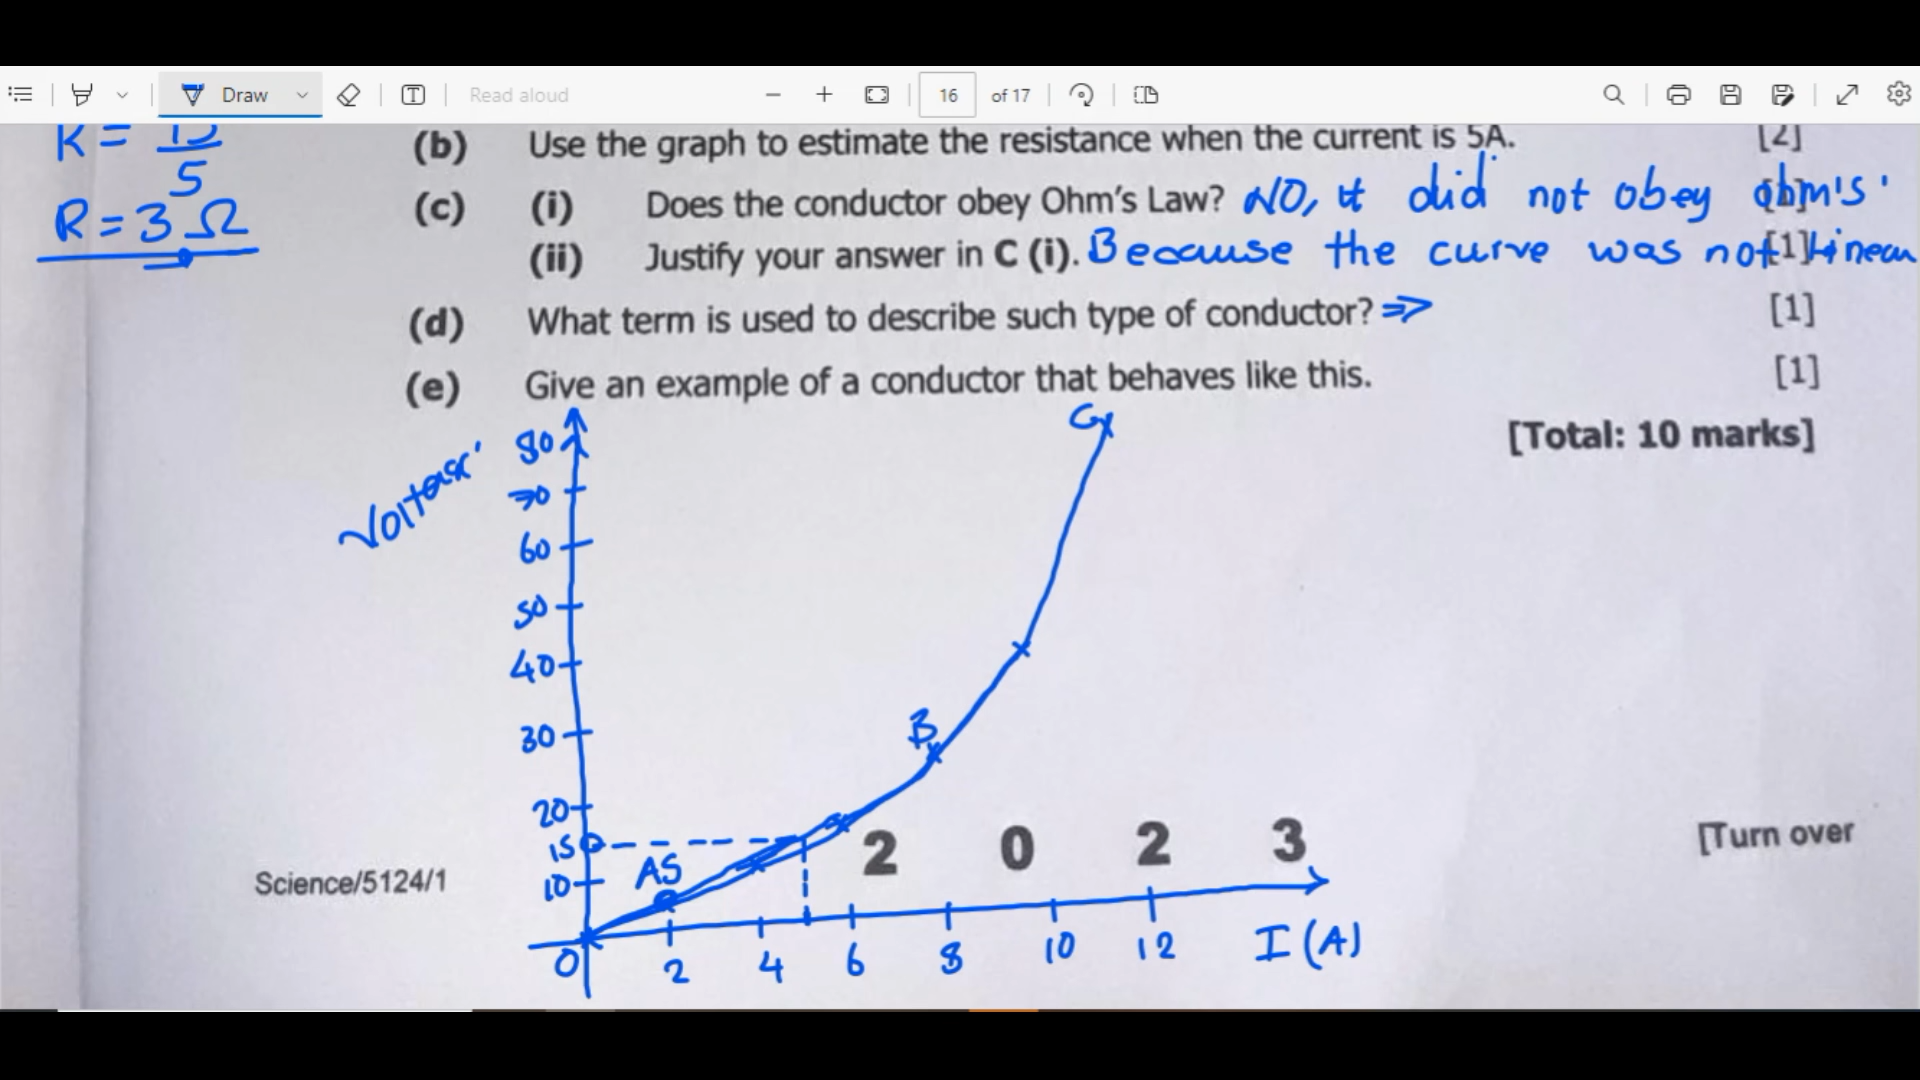 Draw
Read aloud
16 of 17
R = 15
5
R = 3 Ω
(b) Use the graph to estimate the resistance when the current is 5A. [2]
(c) (i) Does the conductor obey Ohm's Law? NO, it did not obey ohm's [1]
(ii) Justify your answer in C (i). Because the curve was not Linear [1]
(d) What term is used to describe such type of conductor? ⇒ [1]
(e) Give an example of a conductor that behaves like this. [1]
[Total: 10 marks]
80
70
60
50
40
30
20
15
10
0
B
2 0 2 3
[Turn over
Science/5124/1
2 4 6 8 10 12 I (A)